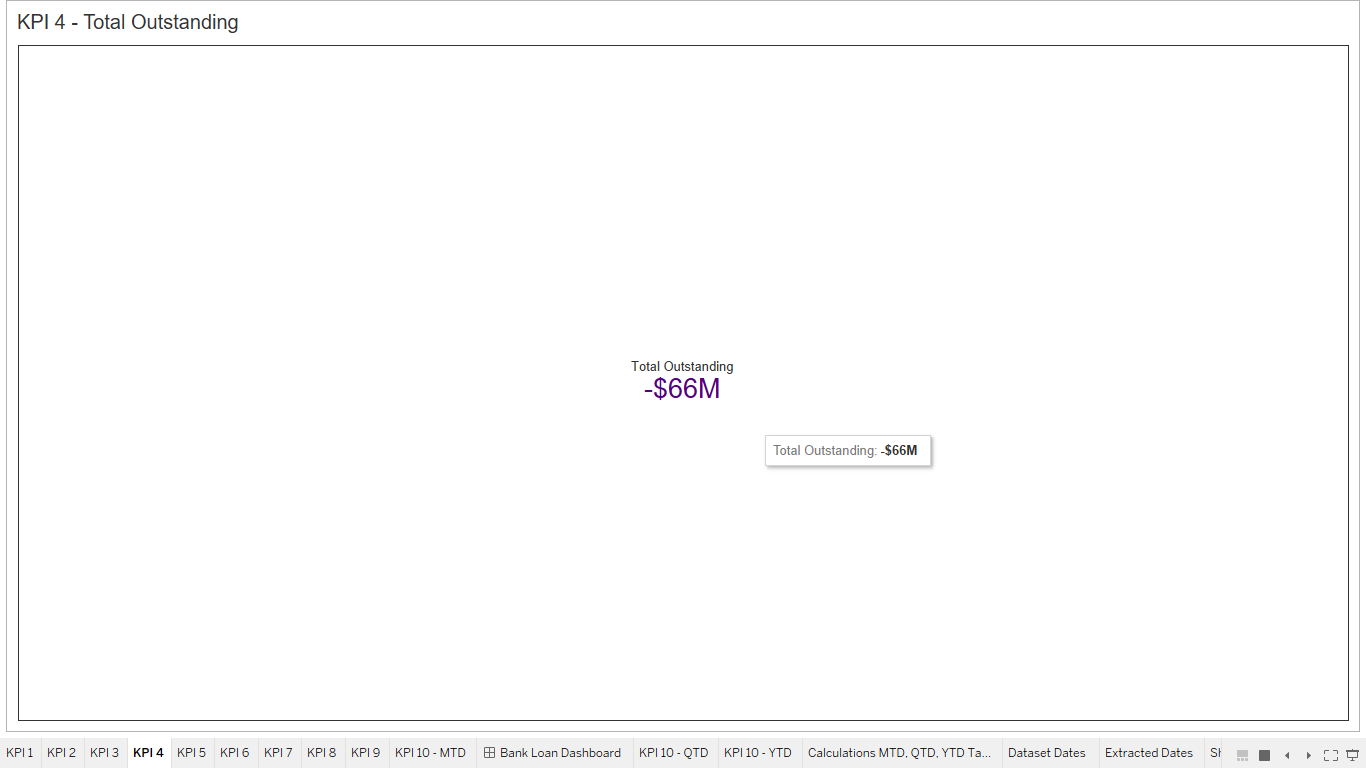 KPI 4 - Total Outstanding
Total Outstanding
-$66M
Total Outstanding: -$66M
KPI 1 KPI 2 KPI 3 KPI 4 KPI 5 KPI 6 KPI 7 KPI 8 KPI 9 KPI 10 - MTD Bank Loan Dashboard KPI 10 - QTD KPI 10 - YTD Calculations MTD, QTD, YTD Ta... Dataset Dates Extracted Dates